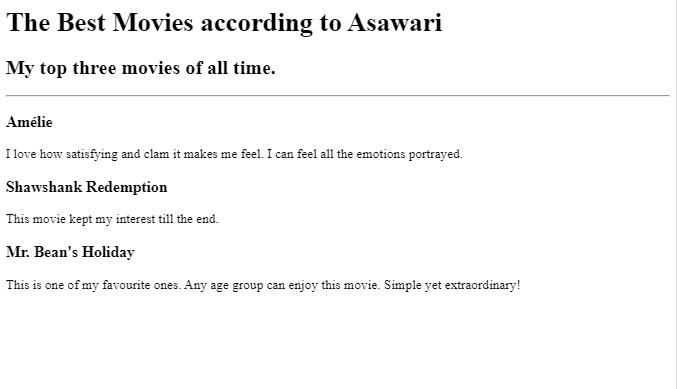 The Best Movies according to Asawari
My top three movies of all time.
Amélie
I love how satisfying and clam it makes me feel. I can feel all the emotions portrayed.
Shawshank Redemption
This movie kept my interest till the end.
Mr. Bean's Holiday
This is one of my favourite ones. Any age group can enjoy this movie. Simple yet extraordinary!